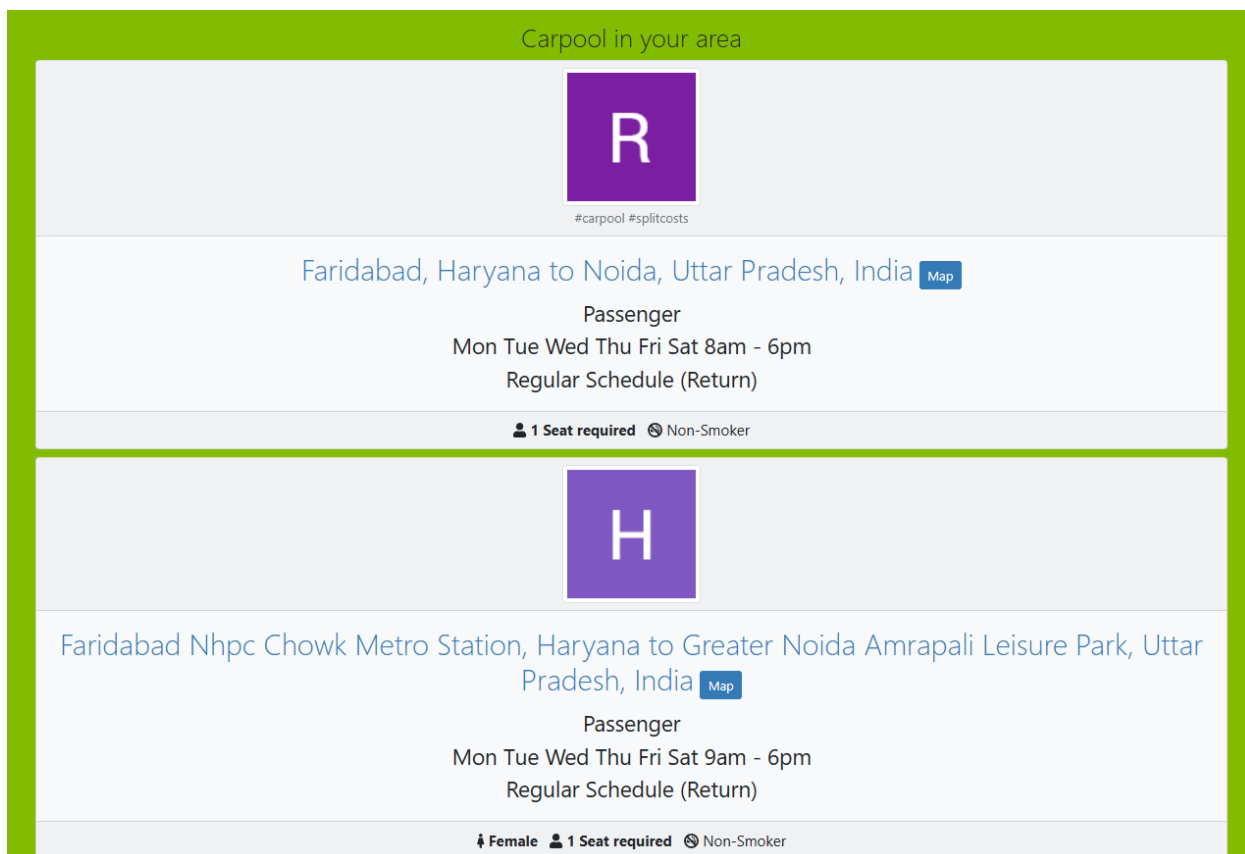 Carpool in your area
R
#carpool #splitcosts
Faridabad, Haryana to Noida, Uttar Pradesh, India Map
Passenger
Mon Tue Wed Thu Fri Sat 8am - 6pm
Regular Schedule (Return)
1 Seat required Non-Smoker
H
Faridabad Nhpc Chowk Metro Station, Haryana to Greater Noida Amrapali Leisure Park, Uttar
Pradesh, India Map
Passenger
Mon Tue Wed Thu Fri Sat 9am - 6pm
Regular Schedule (Return)
Female 1 Seat required Non-Smoker